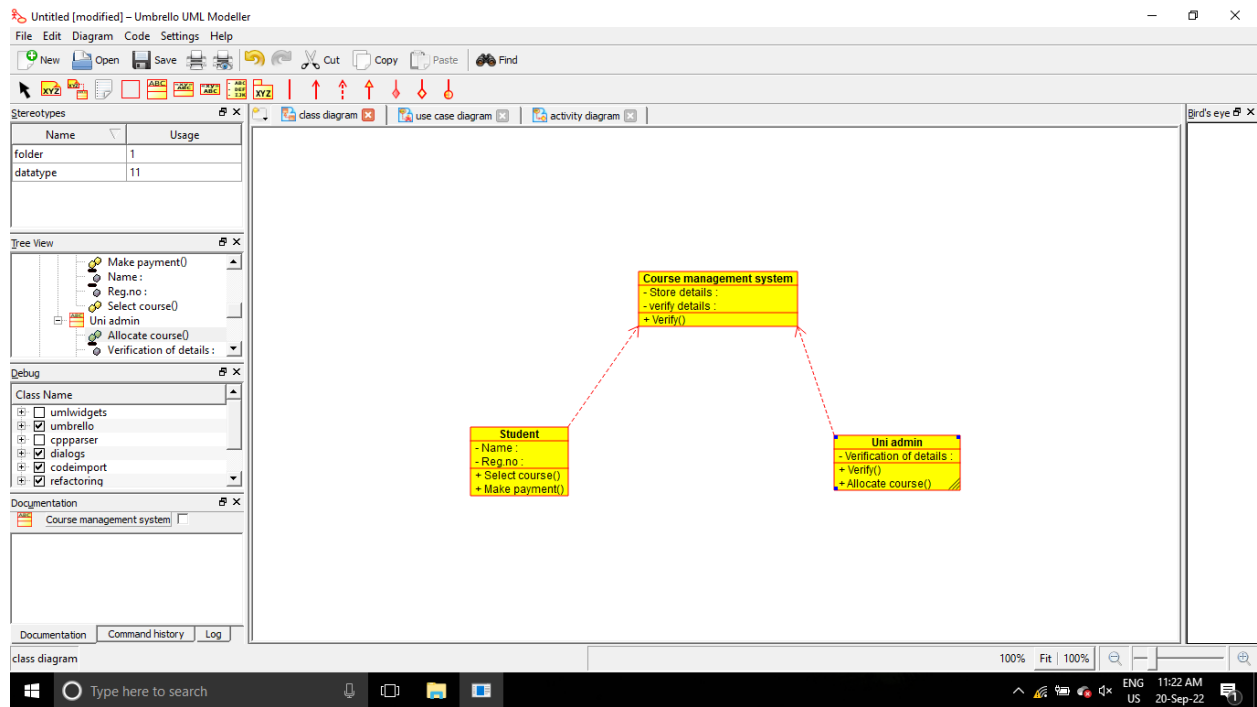 Untitled [modified] – Umbrello UML Modeller
File Edit Diagram Code Settings Help
New Open Save Cut Copy Paste Find
Stereotypes
class diagram use case diagram activity diagram
Bird's eye
Name Usage
folder 1
datatype 11
Tree View
Make payment()
Name :
Reg.no :
Select course()
Uni admin
Allocate course()
Verification of details :
Debug
Class Name
umlwidgets
umbrello
cppparser
dialogs
codeimport
refactoring
Documentation
Course management system
Documentation Command history Log
Course management system
- Store details :
- verify details :
+ Verify()
Student
- Name :
- Reg.no :
+ Select course()
+ Make payment()
Uni admin
- Verification of details :
+ Verify()
+ Allocate course()
class diagram
100% Fit 100%
Type here to search
ENG
US
11:22 AM
20-Sep-22
1